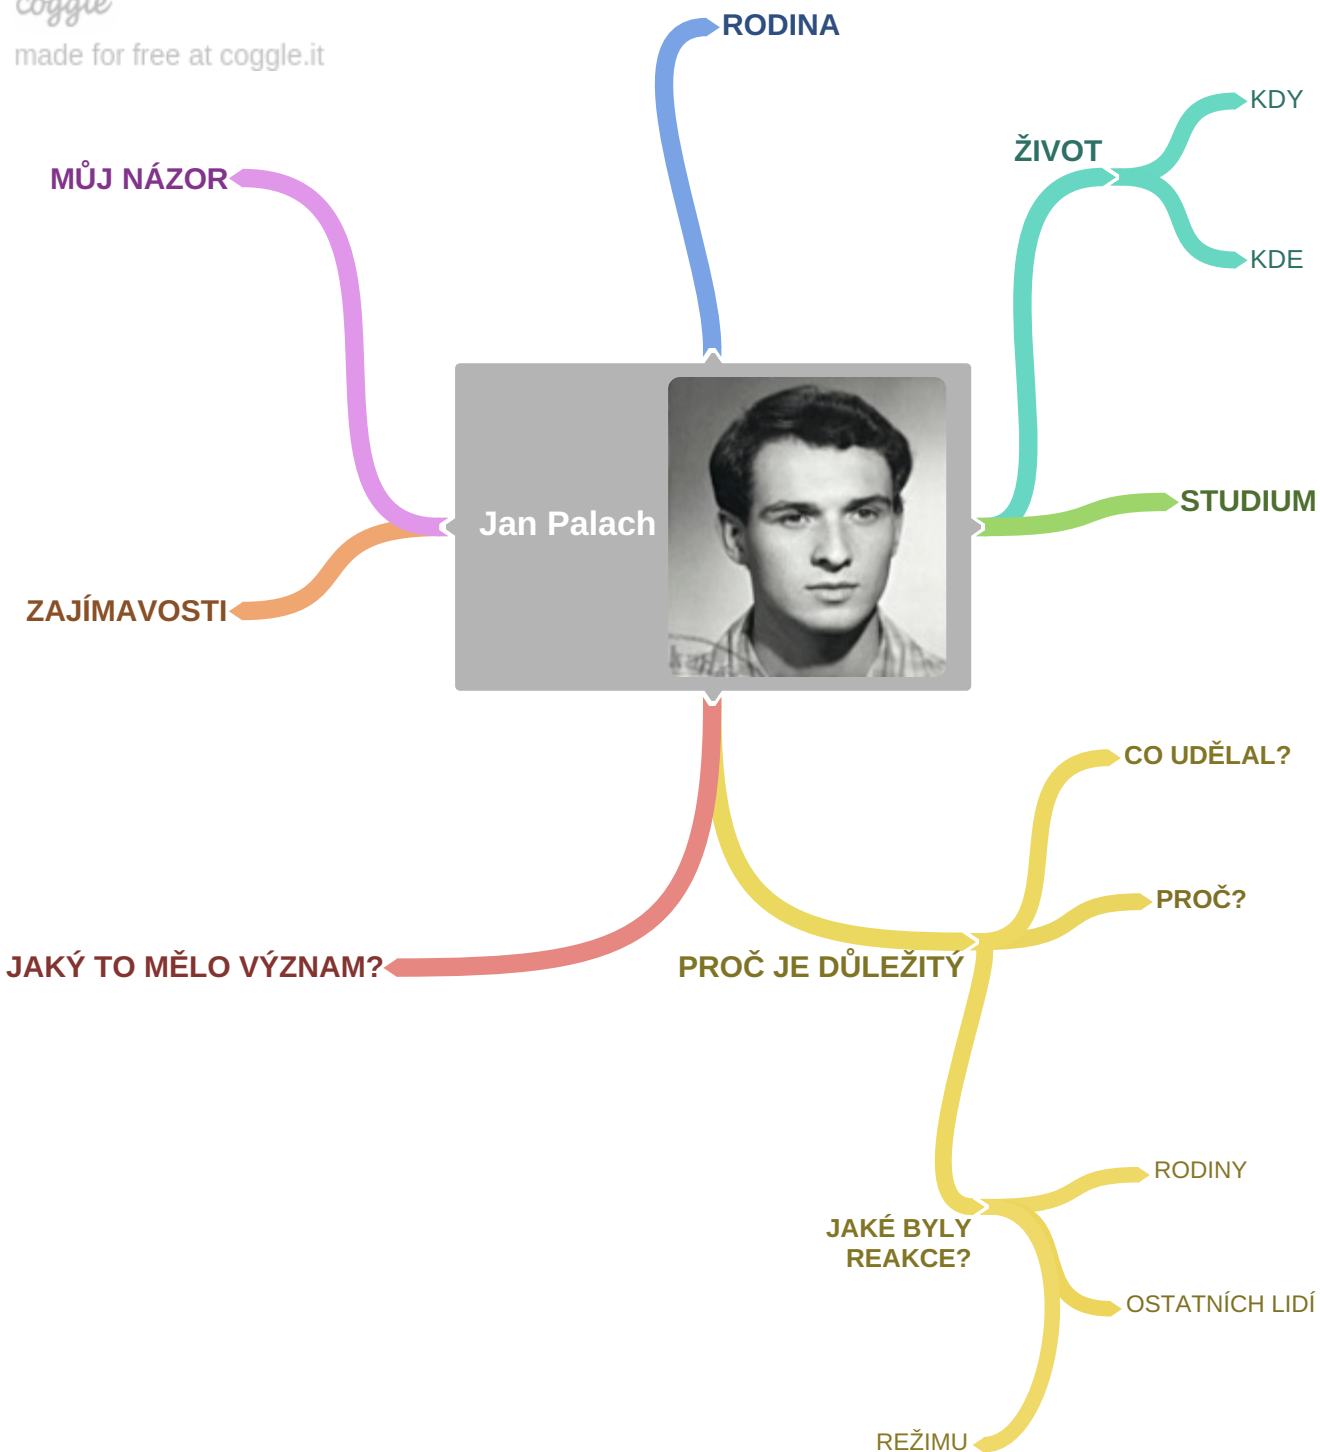 coggle
made for free at coggle.it
RODINA
KDY
ŽIVOT
KDE
MŮJ NÁZOR
STUDIUM
Jan Palach
ZAJÍMAVOSTI
CO UDĚLAL?
PROČ?
JAKÝ TO MĚLO VÝZNAM?
PROČ JE DŮLEŽITÝ
RODINY
JAKÉ BYLY
REAKCE?
OSTATNÍCH LIDÍ
REŽIMU